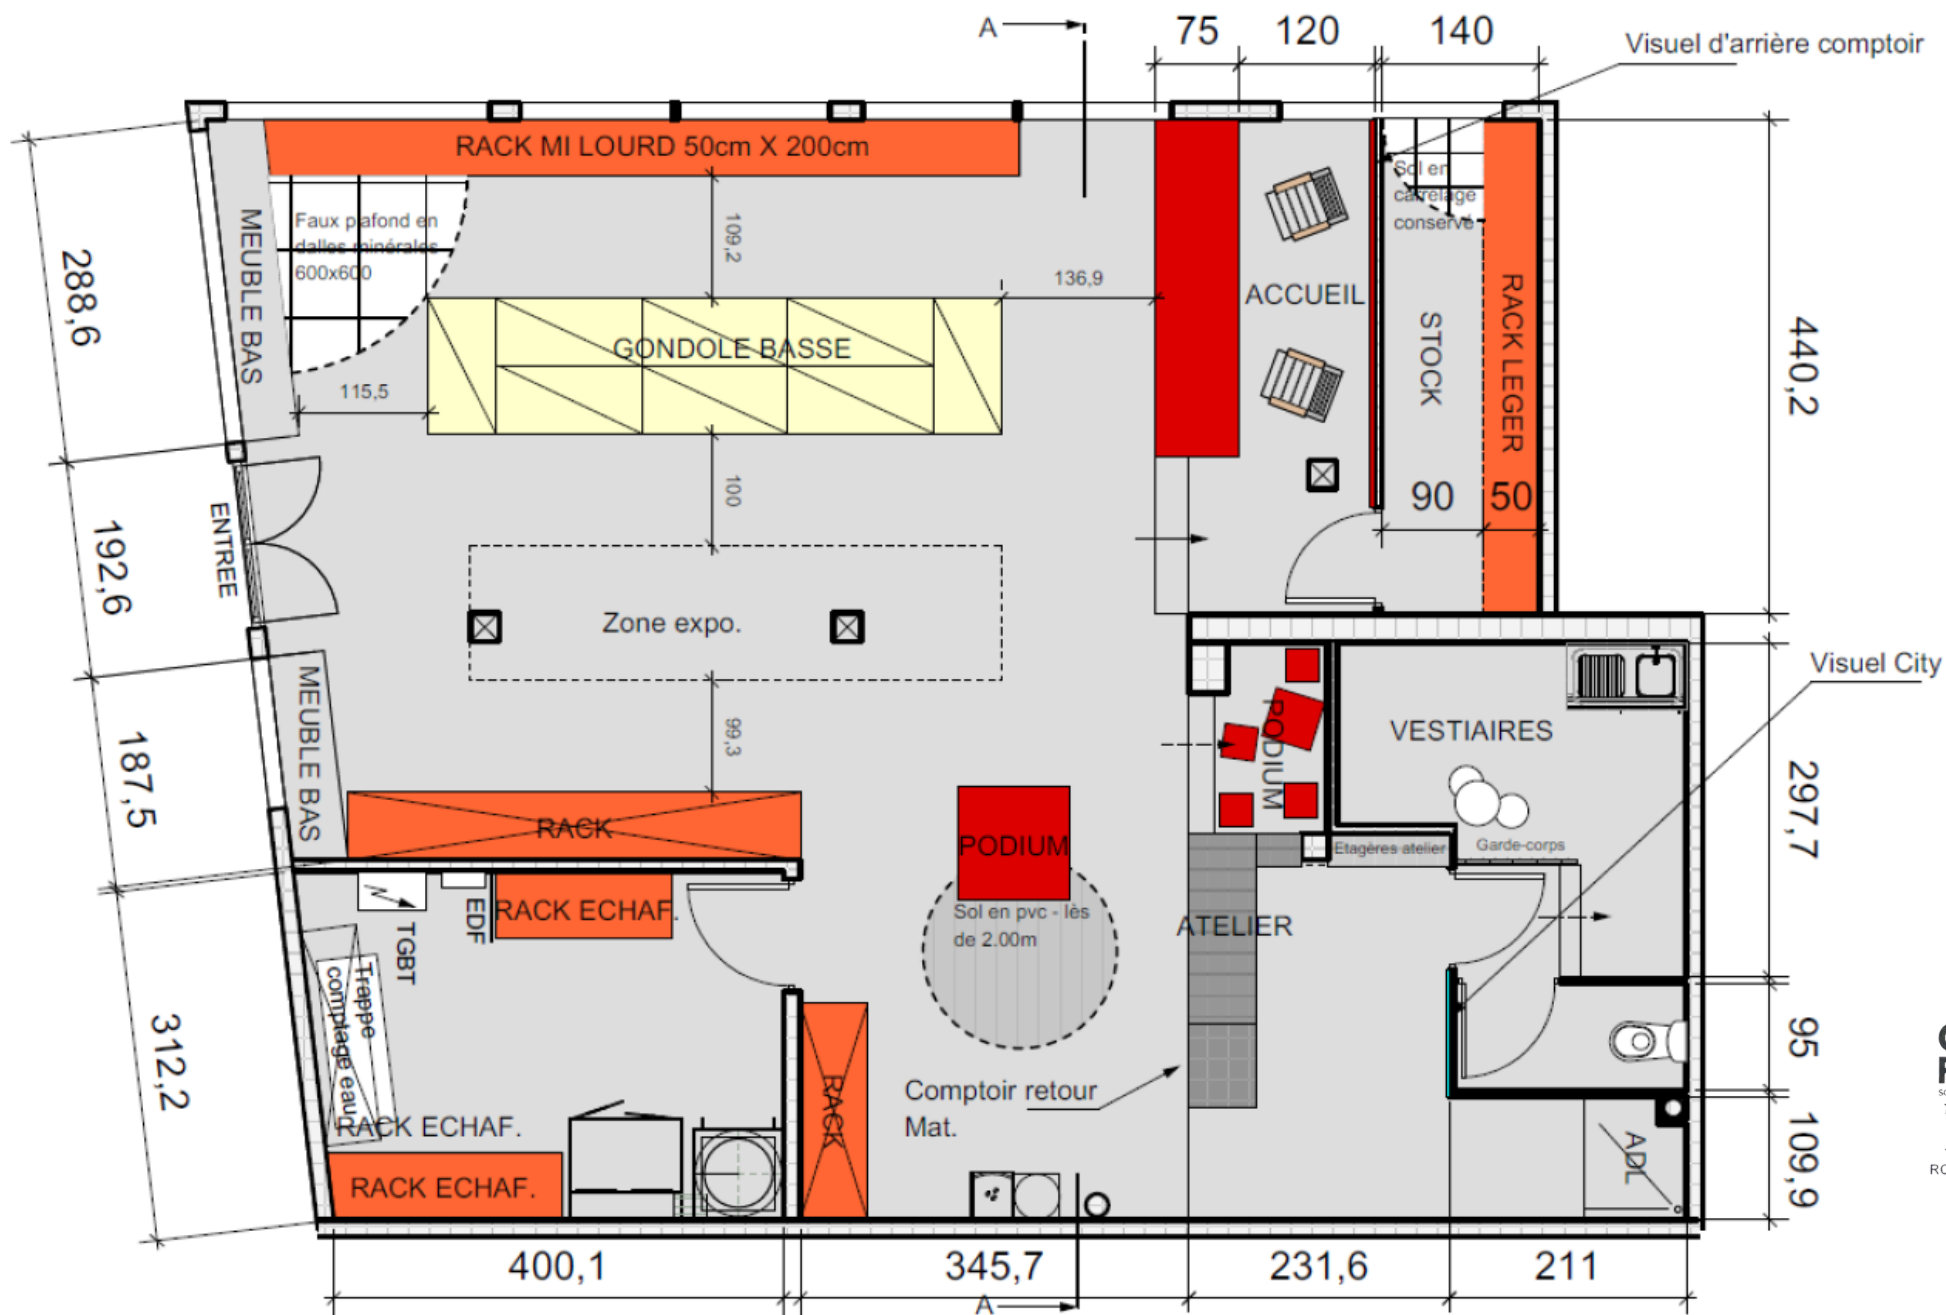 A
75
120
140
Visuel d'arrière comptoir
RACK MI LOURD 50cm X 200cm
Sol en
carrelage
conservé
Faux plafond en
dalles minérales
600x600
MEUBLE BAS
109,2
288,6
136,9
ACCUEIL
STOCK
RACK LEGER
440,2
GONDOLE BASSE
115,5
100
90
50
ENTREE
192,6
Zone expo.
Visuel City
MEUBLE BAS
PODIUM
VESTIAIRES
99,3
187,5
297,7
RACK
PODIUM
Etagères atelier
Garde-corps
EDF
RACK ECHAF.
TGBT
Sol en pvc - lès
de 2.00m
ATELIER
Trappe
comptage eau
312,2
95
RACK
Comptoir retour
Mat.
RACK ECHAF.
RACK ECHAF.
ADL
109,9
400,1
345,7
231,6
211
A